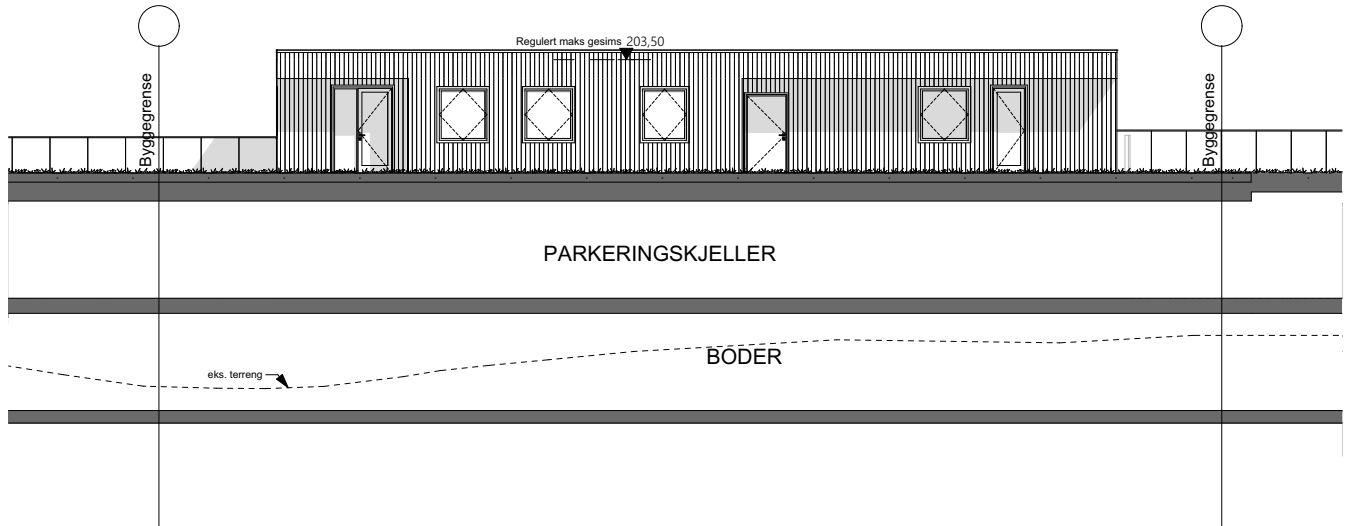 Regulert maks gesims 203,50
Byggegrense
Byggegrense
PARKERINGSKJELLER
BODER
eks. terreng